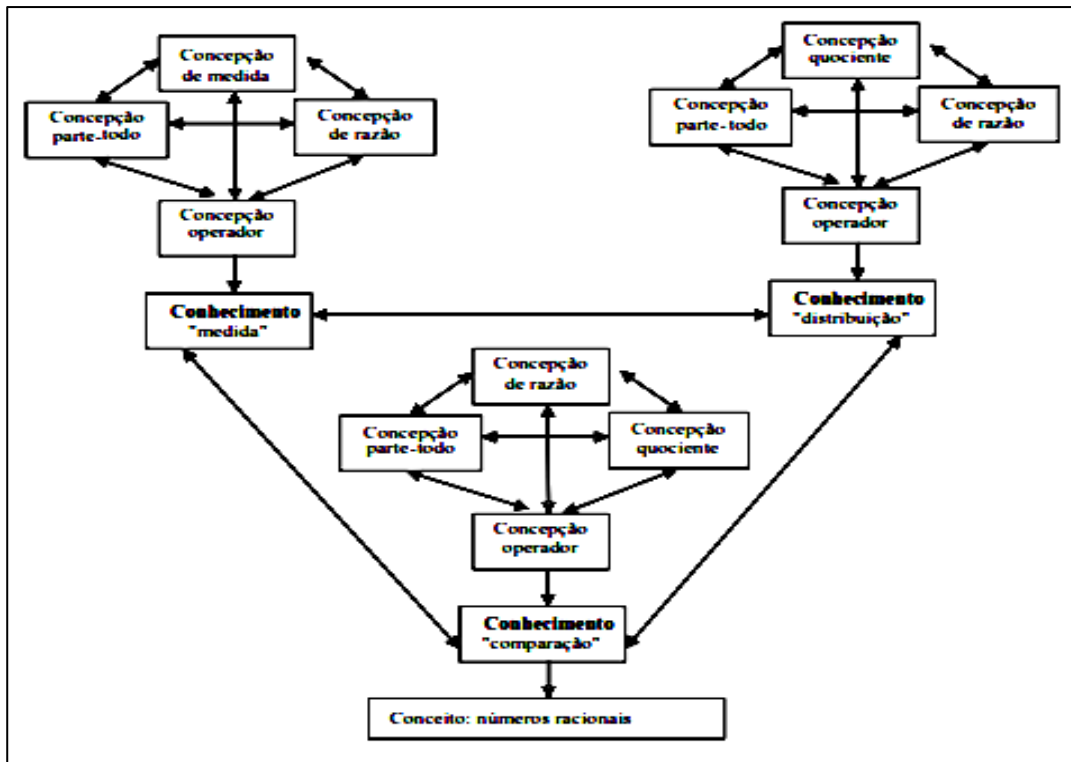 Concepção
de medida
Concepção
parte-todo
Concepção
de razão
Concepção
operador
Conhecimento
"medida"
Concepção
quociente
Concepção
parte-todo
Concepção
de razão
Concepção
operador
Conhecimento
"distribuição"
Concepção
de razão
Concepção
parte-todo
Concepção
quociente
Concepção
operador
Conhecimento
"comparação"
Conceito: números racionais